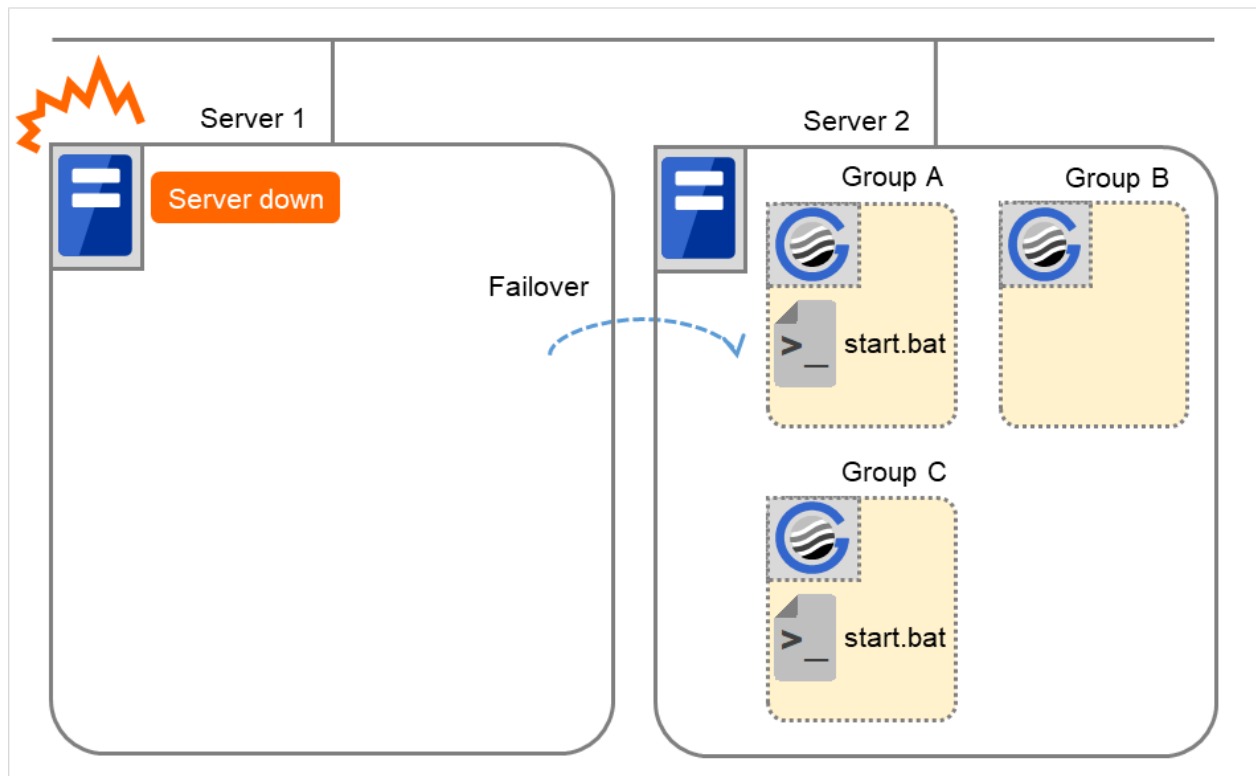 Server 1
Server 2
Server down
Group A
Group B
Failover
>_ start.bat
Group C
>_ start.bat